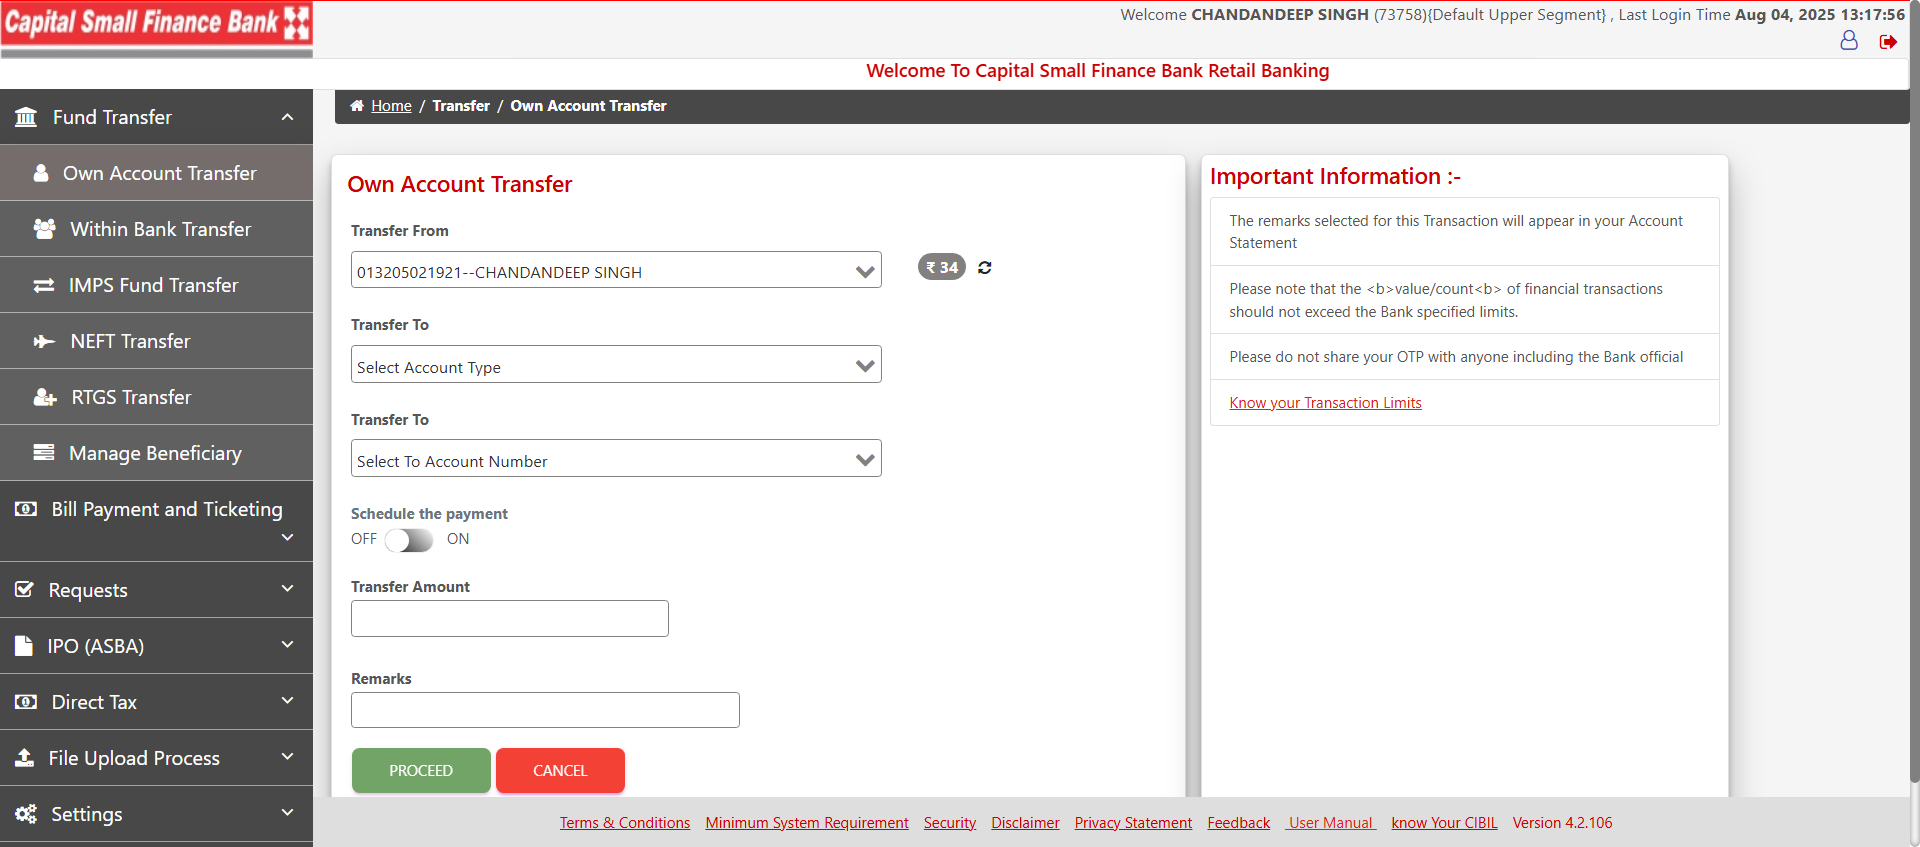 Capital Small Finance Bank
Welcome CHANDANDEEP SINGH (73758){Default Upper Segment} , Last Login Time Aug 04, 2025 13:17:56
Welcome To Capital Small Finance Bank Retail Banking
Fund Transfer
Own Account Transfer
Within Bank Transfer
IMPS Fund Transfer
NEFT Transfer
RTGS Transfer
Manage Beneficiary
Bill Payment and Ticketing
Requests
IPO (ASBA)
Direct Tax
File Upload Process
Settings
Home / Transfer / Own Account Transfer
Own Account Transfer
Transfer From
013205021921--CHANDANDEEP SINGH
₹ 34
Transfer To
Select Account Type
Transfer To
Select To Account Number
Schedule the payment
OFF ON
Transfer Amount
Remarks
PROCEED CANCEL
Important Information :-
The remarks selected for this Transaction will appear in your Account
Statement
Please note that the <b>value/count<b> of financial transactions
should not exceed the Bank specified limits.
Please do not share your OTP with anyone including the Bank official
Know your Transaction Limits
Terms & Conditions Minimum System Requirement Security Disclaimer Privacy Statement Feedback User Manual know Your CIBIL Version 4.2.106